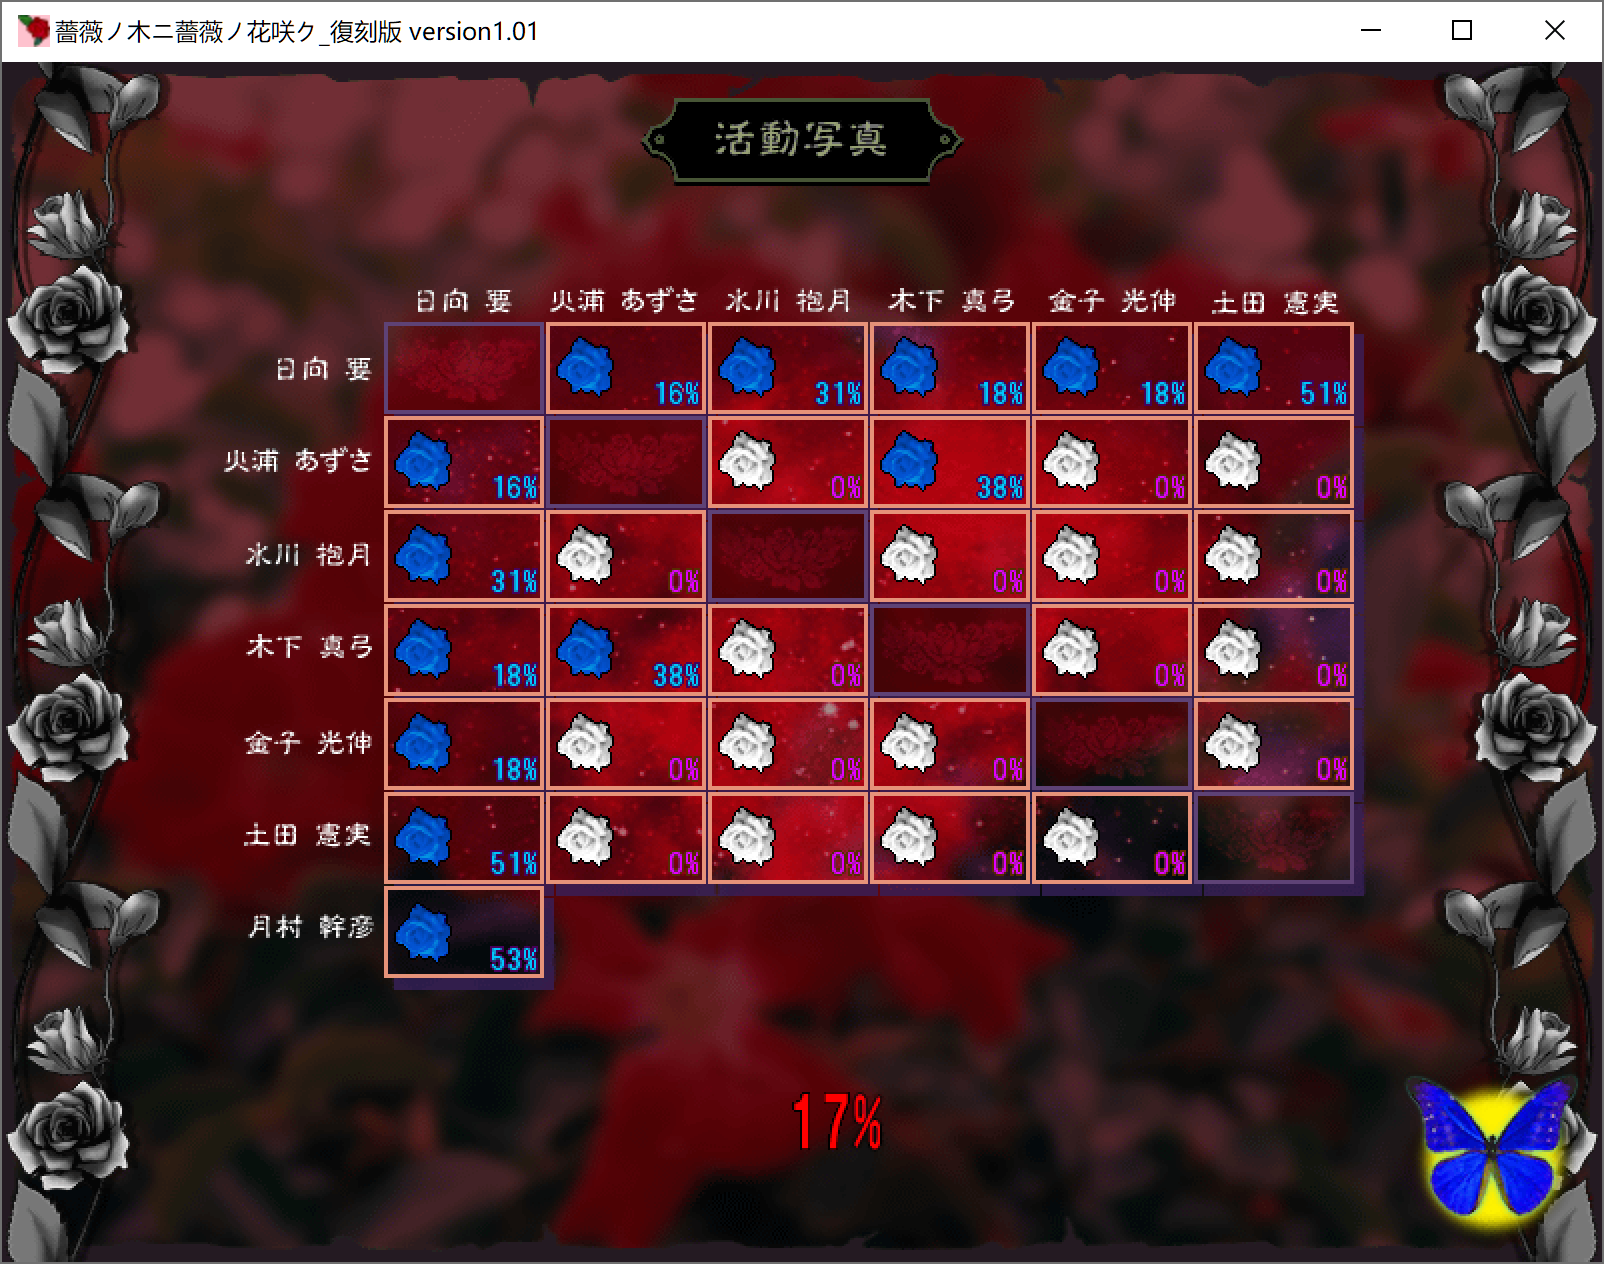 薔薇ノ木ニ薔薇ノ花咲ク_復刻版 version1.01
活動写真
日向 要 火浦 あずさ 水川 抱月 木下 真弓 金子 光伸 土田 憲実
日向 要 16% 31% 18% 18% 51%
火浦 あずさ 16% 0% 38% 0% 0%
水川 抱月 31% 0% 0% 0% 0%
木下 真弓 18% 38% 0% 0% 0%
金子 光伸 18% 0% 0% 0% 0%
土田 憲実 51% 0% 0% 0% 0%
月村 幹彦 53%
17%